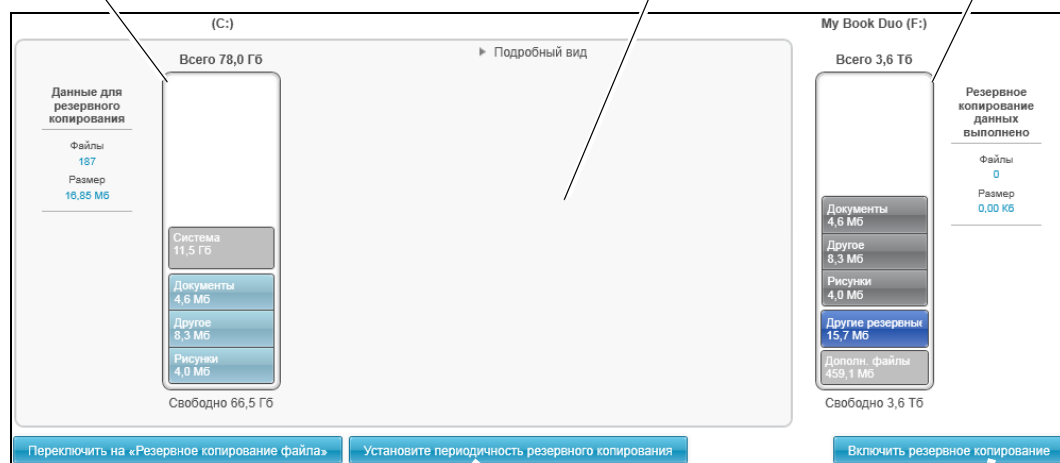 (C:)
My Book Duo (F:)
Всего 78,0 Гб
Подробный вид
Всего 3,6 Тб
Данные для
резервного
копирования
Файлы
187
Размер
16,85 Мб
Система
11,5 Гб
Документы
4,6 Мб
Другое
8,3 Мб
Рисунки
4,0 Мб
Свободно 66,5 Гб
Документы
4,6 Мб
Другое
8,3 Мб
Рисунки
4,0 Мб
Другие резервны
15,7 Мб
Дополн. файлы
459,1 Мб
Свободно 3,6 Тб
Резервное
копирование
данных
выполнено
Файлы
0
Размер
0,00 Кб
Переключить на «Резервное копирование файла»
Установите периодичность резервного копирования
Включить резервное копирование